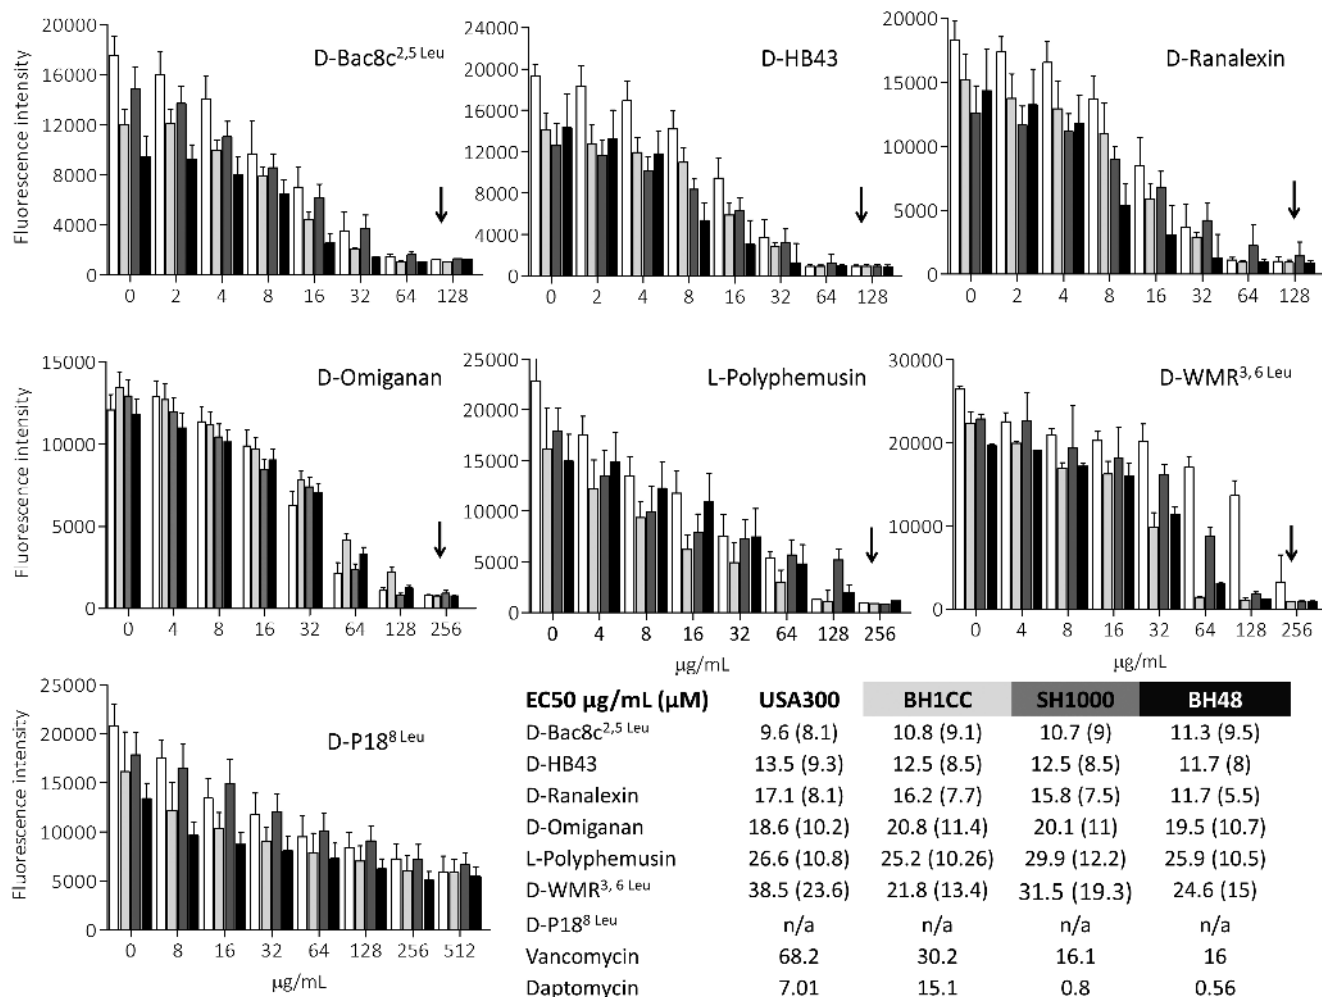 D-Bac8c2,5 Leu
Fluorescence intensity
20000
16000
12000
8000
4000
0
0 2 4 8 16 32 64 128
D-HB43
24000
20000
16000
12000
8000
4000
0
0 2 4 8 16 32 64 128
D-Ranalexin
20000
15000
10000
5000
0
0 2 4 8 16 32 64 128
D-Omiganan
Fluorescence intensity
15000
10000
5000
0
0 4 8 16 32 64 128 256
L-Polyphemusin
25000
20000
15000
10000
5000
0
0 4 8 16 32 64 128 256
µg/mL
D-WMR3, 6 Leu
30000
20000
10000
0
0 4 8 16 32 64 128 256
µg/mL
D-P188 Leu
Fluorescence intensity
25000
20000
15000
10000
5000
0
0 8 16 32 64 128 256 512
µg/mL
EC50 µg/mL (µM) USA300 BH1CC SH1000 BH48
D-Bac8c2,5 Leu 9.6 (8.1) 10.8 (9.1) 10.7 (9) 11.3 (9.5)
D-HB43 13.5 (9.3) 12.5 (8.5) 12.5 (8.5) 11.7 (8)
D-Ranalexin 17.1 (8.1) 16.2 (7.7) 15.8 (7.5) 11.7 (5.5)
D-Omiganan 18.6 (10.2) 20.8 (11.4) 20.1 (11) 19.5 (10.7)
L-Polyphemusin 26.6 (10.8) 25.2 (10.26) 29.9 (12.2) 25.9 (10.5)
D-WMR3, 6 Leu 38.5 (23.6) 21.8 (13.4) 31.5 (19.3) 24.6 (15)
D-P188 Leu n/a n/a n/a n/a
Vancomycin 68.2 30.2 16.1 16
Daptomycin 7.01 15.1 0.8 0.56